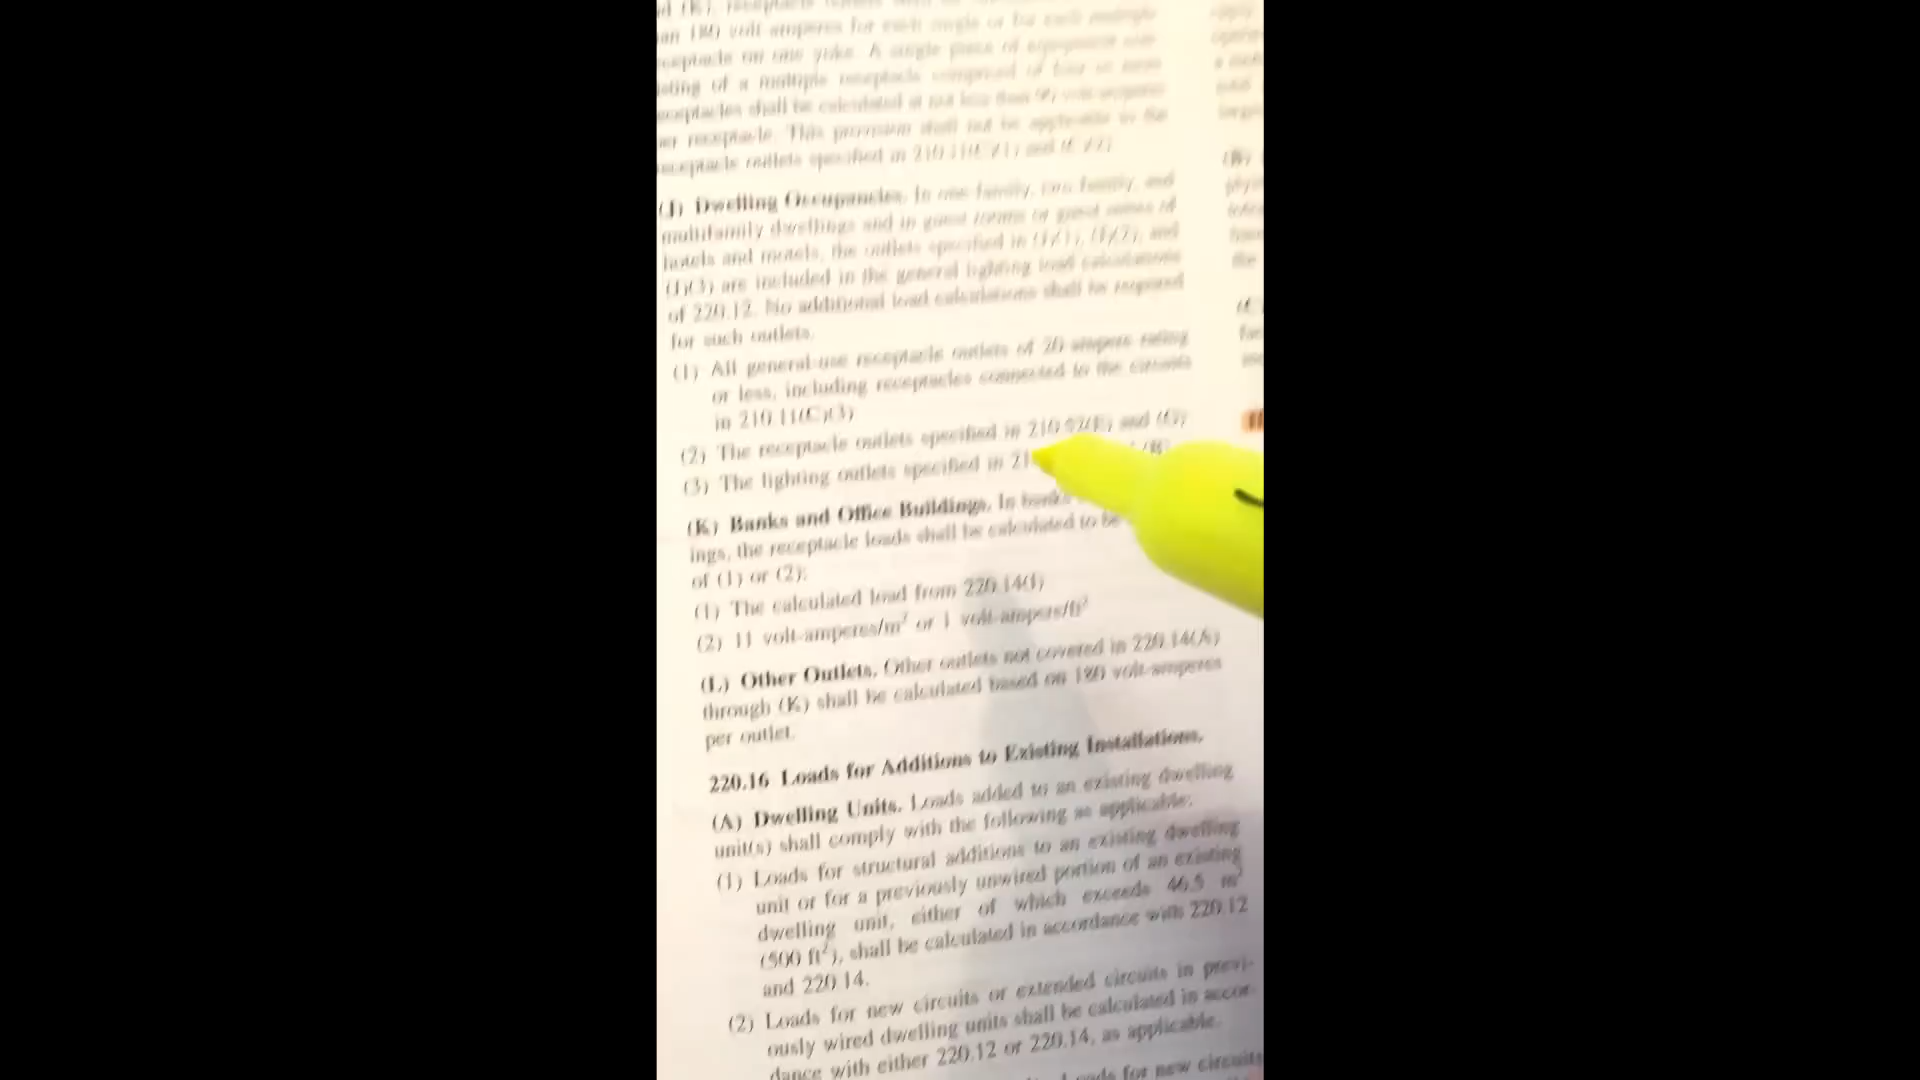 an 180 volt-amperes for each single or for each multiple
eceptacle on one yoke. A single piece of equipment con-
isting of a multiple receptacle comprised of four or more
eceptacles shall be calculated at not less than 90 volt-amperes
er receptacle. This provision shall not be applicable to the
eceptacle outlets specified in 210.11(C)(1) and (C)(2).
(J) Dwelling Occupancies. In one-family, two-family, and
multifamily dwellings and in guest rooms or guest suites of
hotels and motels, the outlets specified in (J)(1), (J)(2), and
(J)(3) are included in the general lighting load calculations
of 220.12. No additional load calculations shall be required
for such outlets.
(1) All general-use receptacle outlets of 20-ampere rating
or less, including receptacles connected to the circuits
in 210.11(C)(3)
(2) The receptacle outlets specified in 210.52(E) and (G)
(3) The lighting outlets specified in 21
(K) Banks and Office Buildings. In banks
ings, the receptacle loads shall be calculated to be
of (1) or (2):
(1) The calculated load from 220.14(I)
(2) 11 volt-amperes/m² or 1 volt-ampere/ft²
(L) Other Outlets. Other outlets not covered in 220.14(A)
through (K) shall be calculated based on 180 volt-amperes
per outlet.
220.16 Loads for Additions to Existing Installations.
(A) Dwelling Units. Loads added to an existing dwelling
unit(s) shall comply with the following as applicable:
(1) Loads for structural additions to an existing dwelling
unit or for a previously unwired portion of an existing
dwelling unit, either of which exceeds 46.5 m²
(500 ft²), shall be calculated in accordance with 220.12
and 220.14.
(2) Loads for new circuits or extended circuits in previ-
ously wired dwelling units shall be calculated in accor-
dance with either 220.12 or 220.14, as applicable.
Loads for new circuits